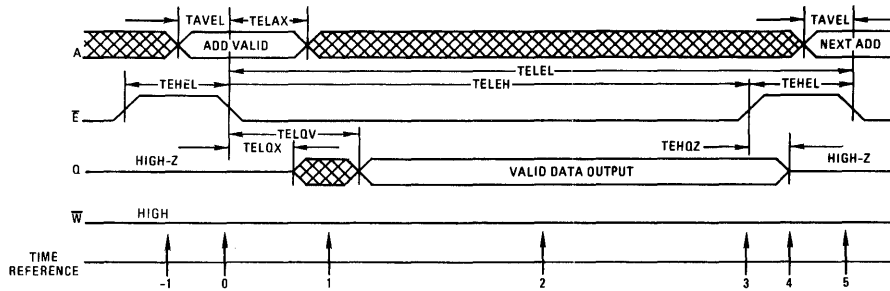 TAVEL TELAX TAVEL
A ADD VALID NEXT ADD
TELEL
TEHEL TELEH TEHEL
E
TELQV
TELQX TEHQZ
Q HIGH-Z VALID DATA OUTPUT HIGH-Z
W HIGH
TIME
REFERENCE
-1 0 1 2 3 4 5